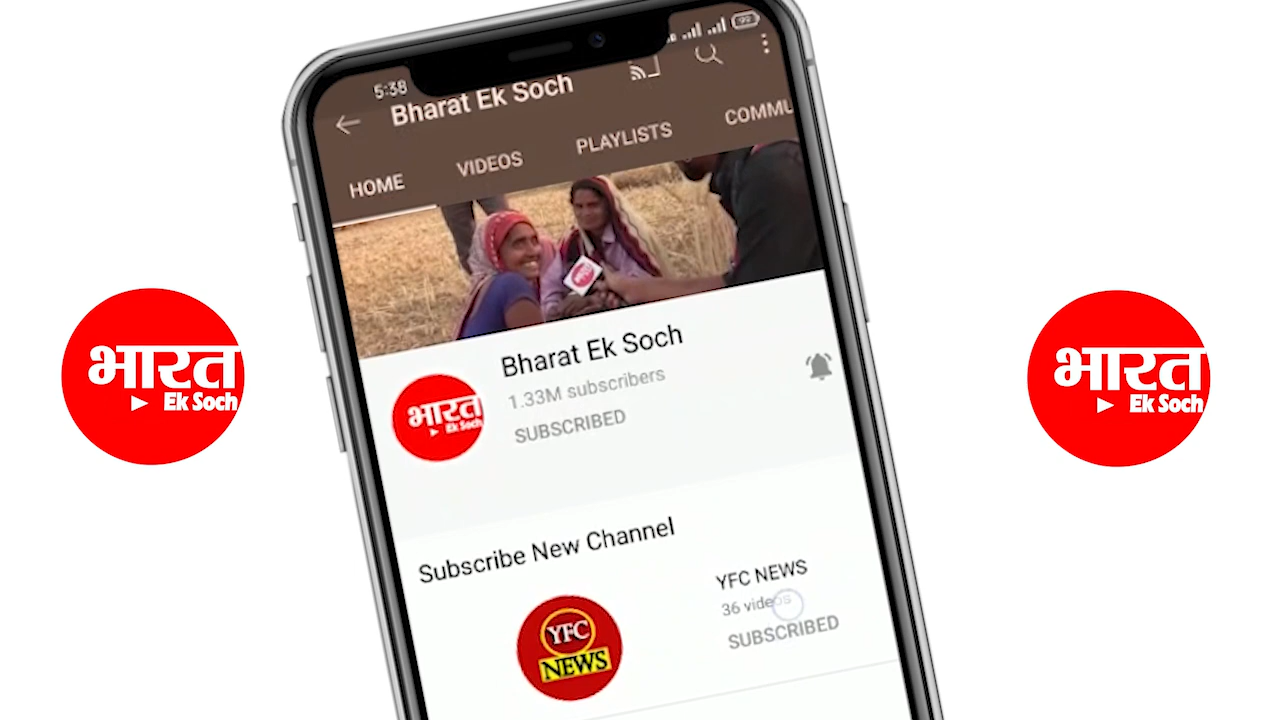 5:38
Bharat Ek Soch
HOME VIDEOS PLAYLISTS COMMU
Bharat Ek Soch
1.33M subscribers
SUBSCRIBED
भारत
Ek Soch
भारत
Ek Soch
भारत
Ek Soch
Subscribe New Channel
YFC NEWS
36 videos
SUBSCRIBED
YFC
NEWS